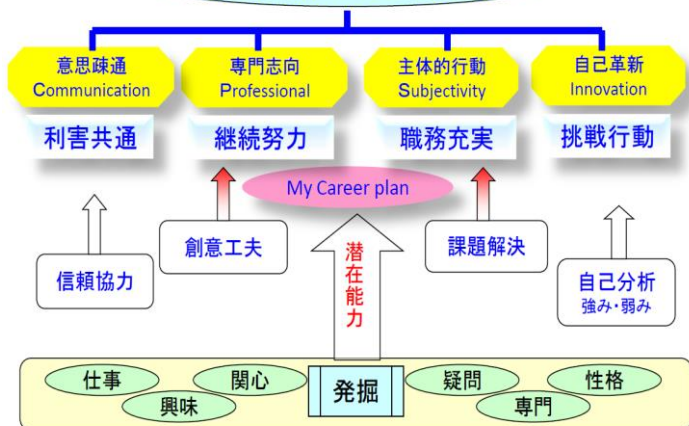 意思疎通
Communication
専門志向
Professional
主体的行動
Subjectivity
自己革新
Innovation
利害共通
継続努力
職務充実
挑戦行動
My Career plan
信頼協力
創意工夫
潜在能力
課題解決
自己分析
強み・弱み
仕事
興味
関心
発掘
疑問
専門
性格